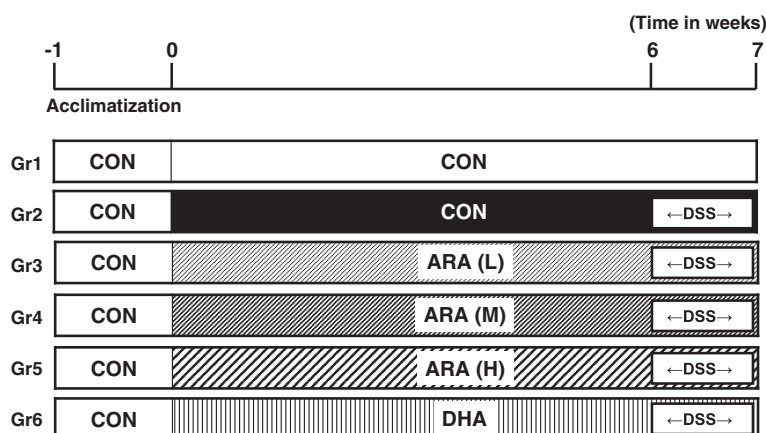 (Time in weeks)
-1 0 6 7
Acclimatization
Gr1 CON CON
Gr2 CON CON ←DSS→
Gr3 CON ARA (L) ←DSS→
Gr4 CON ARA (M) ←DSS→
Gr5 CON ARA (H) ←DSS→
Gr6 CON DHA ←DSS→